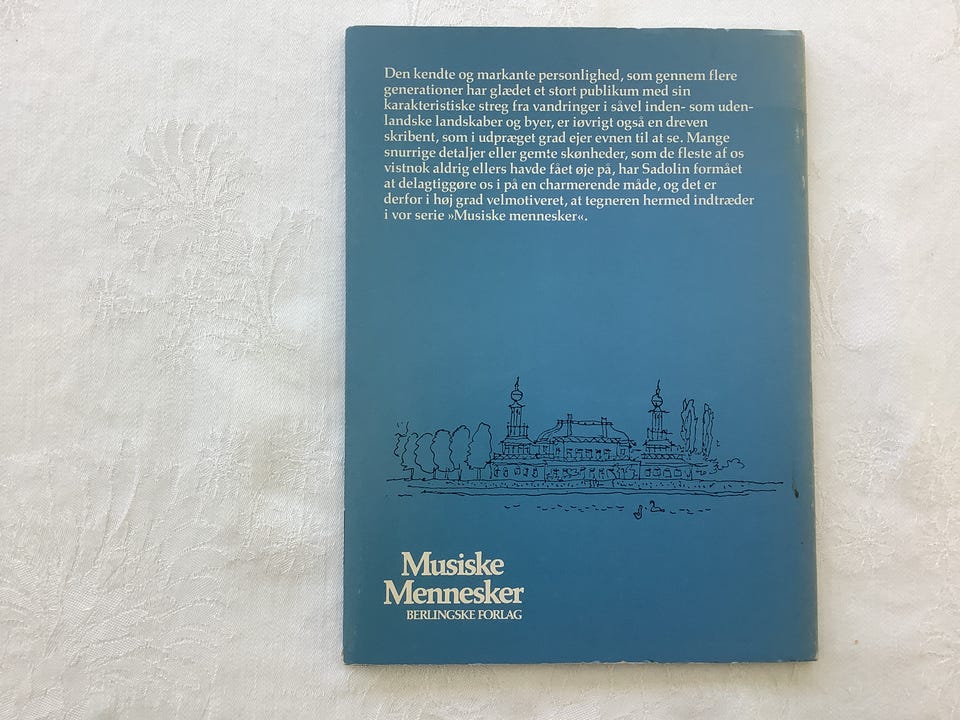 Den kendte og markante personlighed, som gennem flere
generationer har glædet et stort publikum med sin
karakteristiske streg fra vandringer i såvel inden- som uden-
landske landskaber og byer, er iøvrigt også en dreven
skribent, som i udpræget grad ejer evnen til at se. Mange
snurrige detaljer eller gemte skønheder, som de fleste af os
vistnok aldrig ellers havde fået øje på, har Sadolin formået
at delagtiggøre os i på en charmerende måde, og det er
derfor i høj grad velmotiveret, at tegneren hermed indtræder
i vor serie »Musiske mennesker«.
Musiske
Mennesker
BERLINGSKE FORLAG